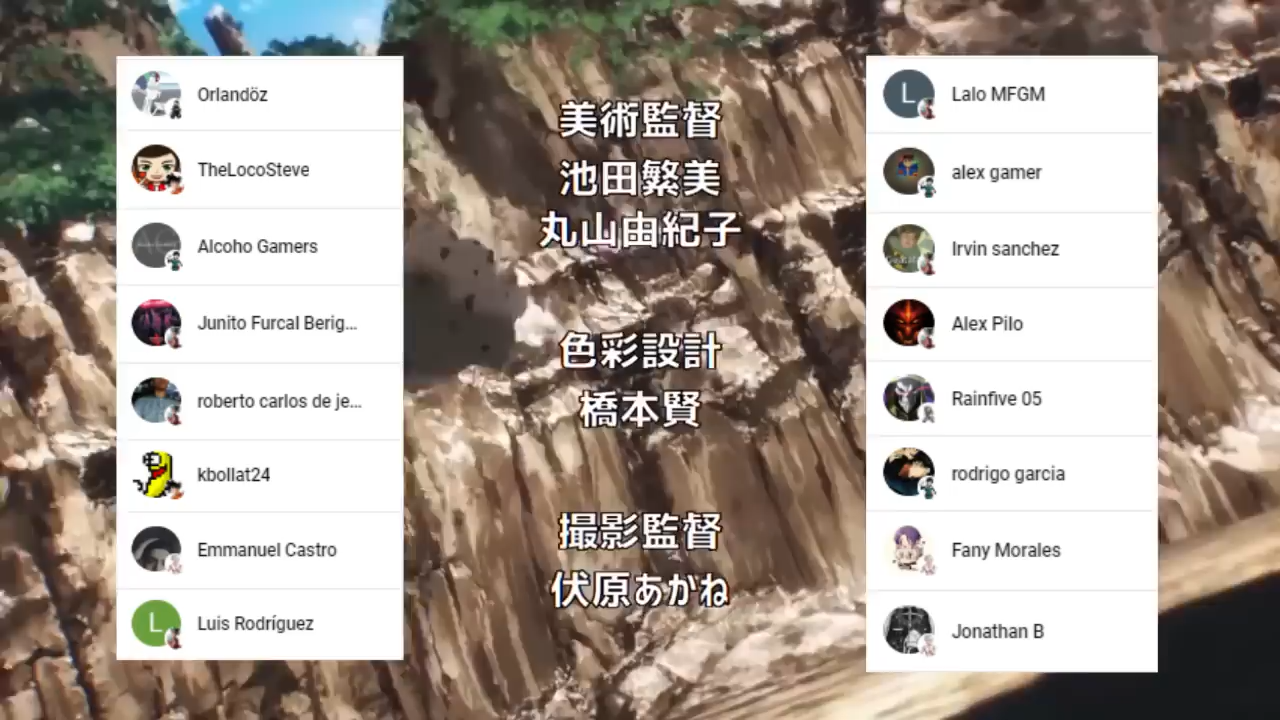 Orlandöz
TheLocoSteve
Alcoho Gamers
Junito Furcal Berig...
roberto carlos de je...
kbollat24
Emmanuel Castro
L
Luis Rodríguez
美術監督
池田繁美
丸山由紀子
色彩設計
橋本賢
撮影監督
伏原あかね
L
Lalo MFGM
alex gamer
Irvin sanchez
Alex Pilo
Rainfive 05
rodrigo garcia
Fany Morales
Jonathan B